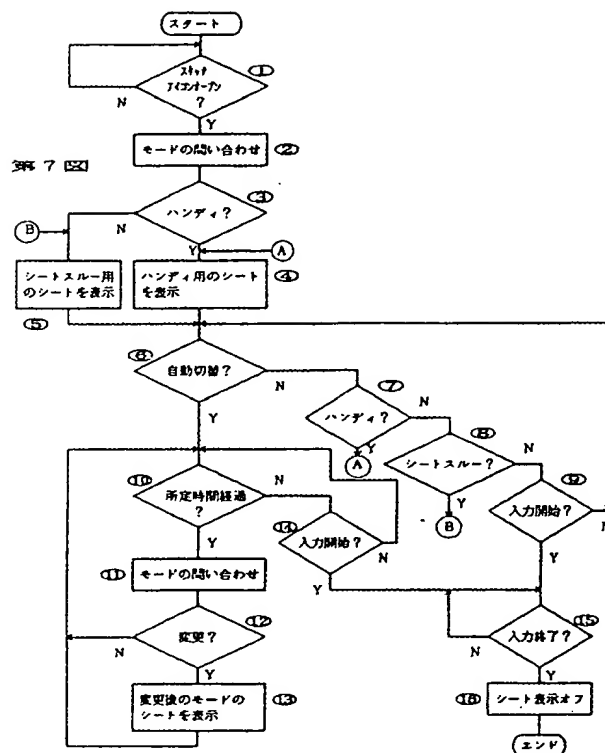 スタート
①
スキャナ
アイコンオープン
?
N
Y
モードの問い合わせ ②
第7図
③
ハンディ?
B
N
Y
A
シートスルー用
のシートを表示
⑤
ハンディ用のシート
を表示
④
⑥
自動切替?
N
Y
⑦
ハンディ?
N
Y
A
⑧
シートスルー?
N
Y
B
⑨
入力開始?
N
Y
⑩
所定時間経過
?
N
Y
⑭
入力開始?
N
Y
⑪ モードの問い合わせ
⑫
変更?
N
Y
変更後のモードの
シートを表示
⑬
⑮
入力終了?
N
Y
⑯ シート表示オフ
エンド